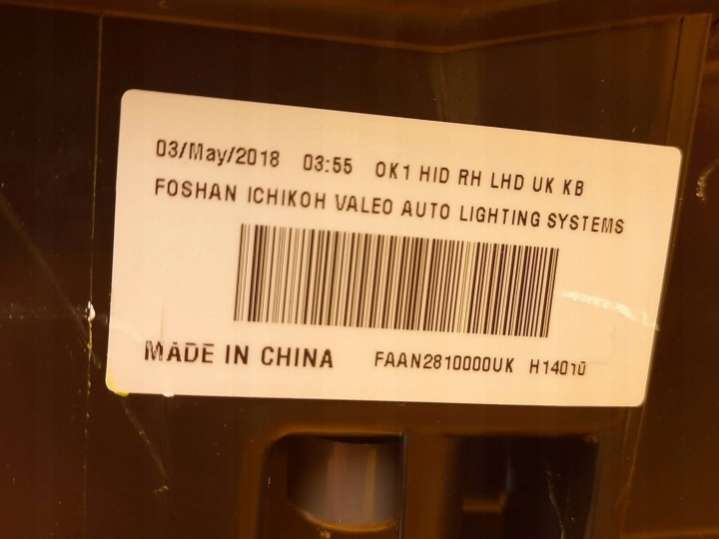 03/May/2018 03:55 OK1 HID RH LHD UK KB
FOSHAN ICHIKOH VALEO AUTO LIGHTING SYSTEMS
MADE IN CHINA FAAN2810000UK H14010